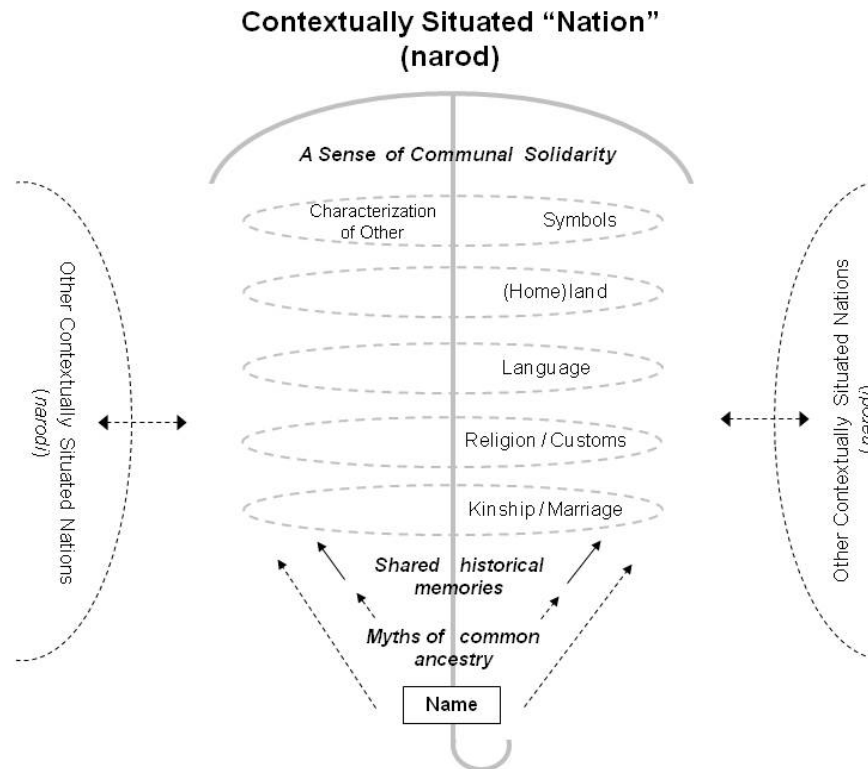 Contextually Situated “Nation”
(narod)
A Sense of Communal Solidarity
Characterization
of Other
Symbols
(Home)land
Language
Religion / Customs
Kinship / Marriage
Shared historical
memories
Myths of common
ancestry
Name
Other Contextually Situated Nations
(narodi)
Other Contextually Situated Nations
(narodi)